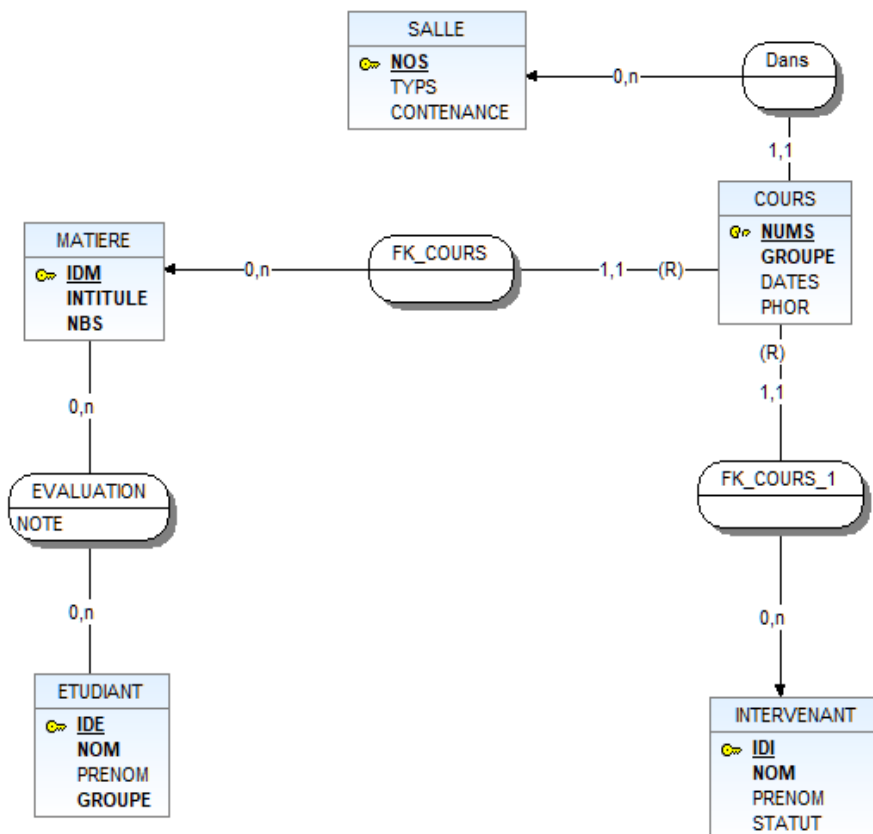 SALLE
NOS
TYPS
CONTENANCE
0,n
Dans
1,1
COURS
NUMS
GROUPE
DATES
PHOR
MATIERE
IDM
INTITULE
NBS
0,n
FK_COURS
1,1
(R)
(R)
1,1
0,n
EVALUATION
NOTE
FK_COURS_1
0,n
0,n
ETUDIANT
IDE
NOM
PRENOM
GROUPE
INTERVENANT
IDI
NOM
PRENOM
STATUT